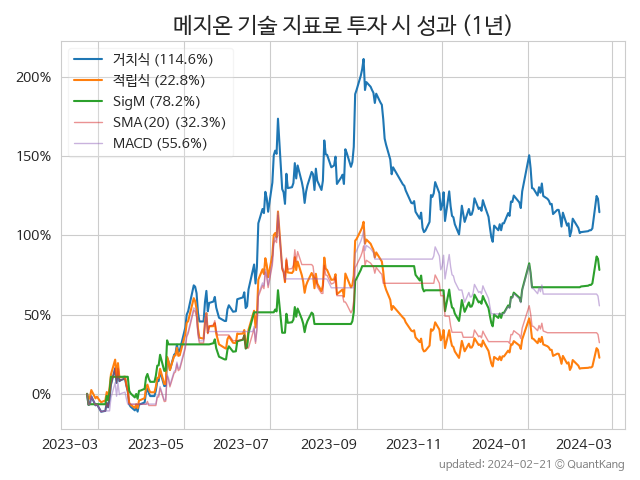 메지온 기술 지표로 투자 시 성과 (1년)
거치식 (114.6%)
적립식 (22.8%)
SigM (78.2%)
SMA(20) (32.3%)
MACD (55.6%)
200%
150%
100%
50%
0%
2023-03 2023-05 2023-07 2023-09 2023-11 2024-01 2024-03
updated: 2024-02-21 © QuantKang